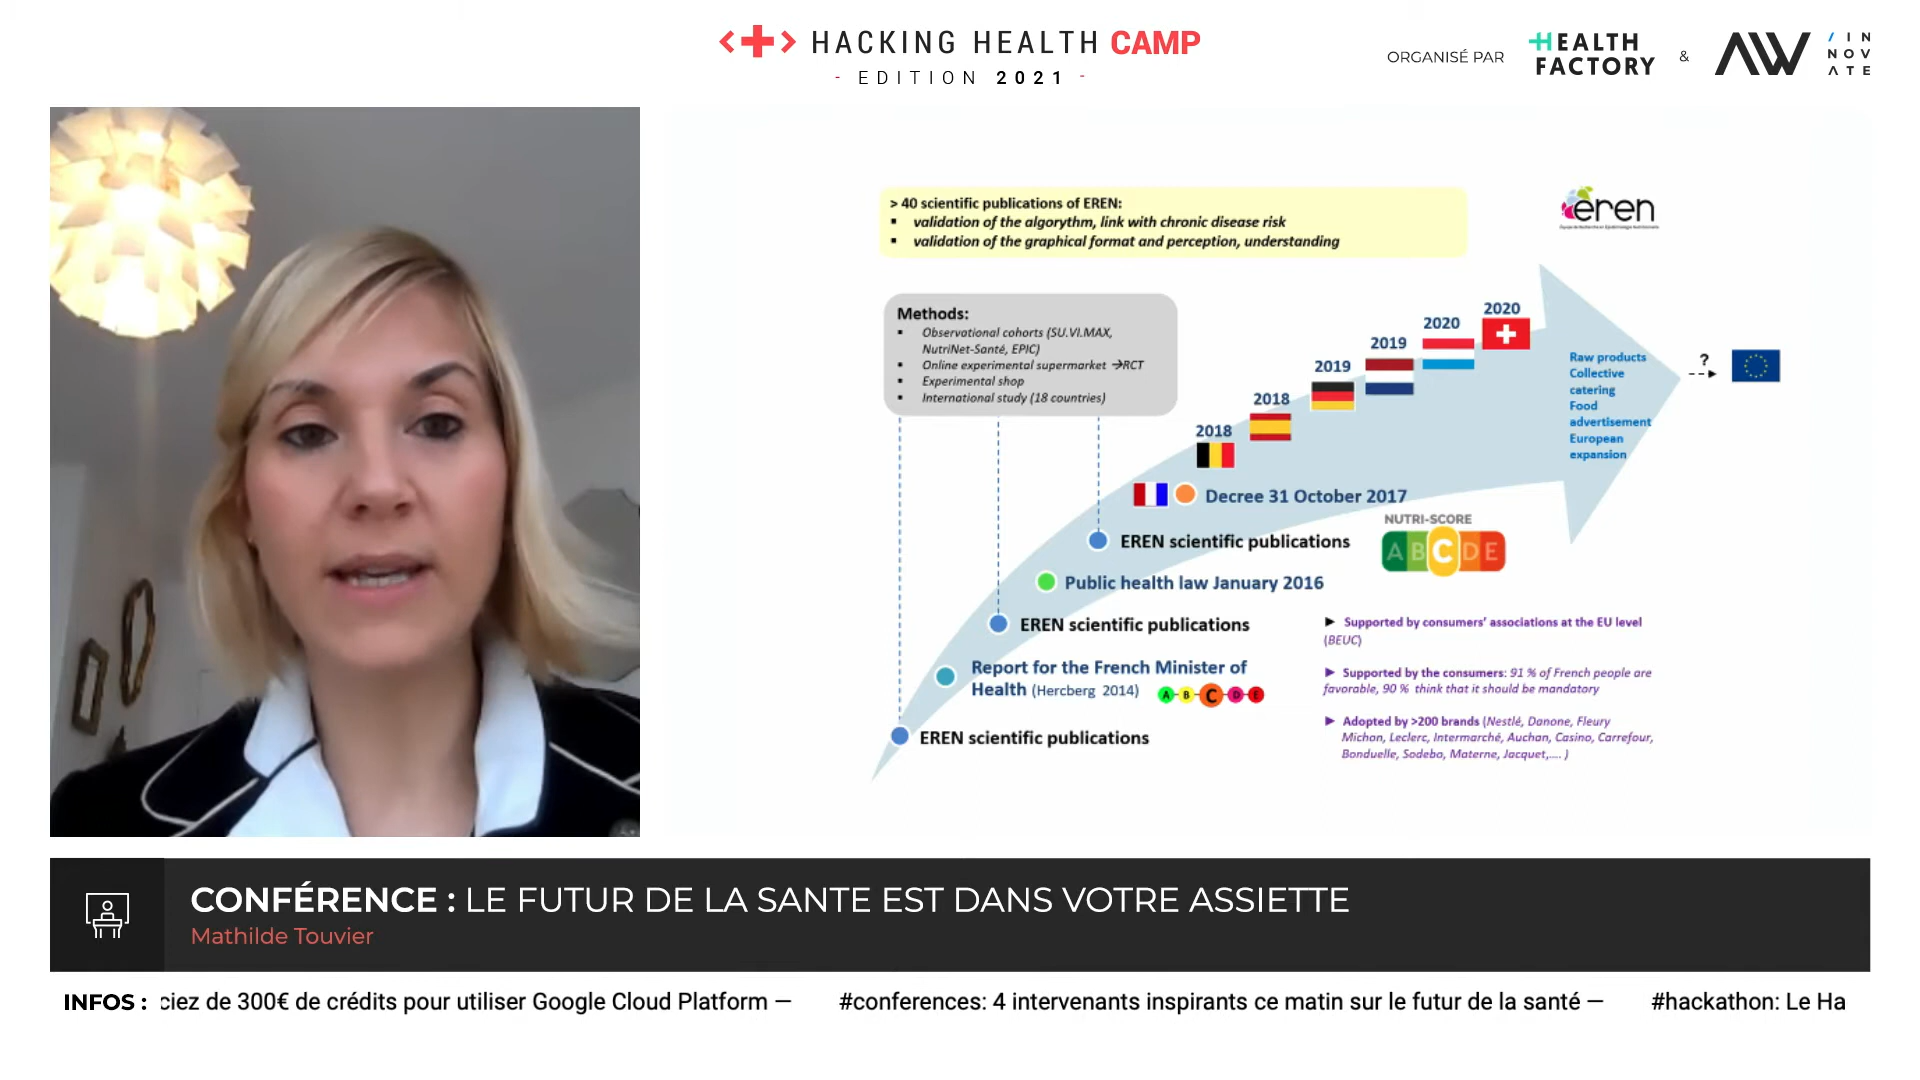 HACKING HEALTH CAMP
- EDITION 2021 -
ORGANISÉ PAR
HEALTH
FACTORY
&
AW
/IN
NOV
ATE
> 40 scientific publications of EREN:
▪ validation of the algorythm, link with chronic disease risk
▪ validation of the graphical format and perception, understanding
eren
Methods:
▪ Observational cohorts (SU.VI.MAX,
NutriNet-Santé, EPIC)
▪ Online experimental supermarket →RCT
▪ Experimental shop
▪ International study (18 countries)
2020
2020
2019
2019
2018
2018
Raw products
Collective
catering
Food
advertisement
European
expansion
?
Decree 31 October 2017
NUTRI-SCORE
A B C D E
EREN scientific publications
Public health law January 2016
EREN scientific publications
Report for the French Minister of
Health (Hercberg 2014)
A B C D E
EREN scientific publications
► Supported by consumers' associations at the EU level
(BEUC)
► Supported by the consumers: 91 % of French people are
favorable, 90 % think that it should be mandatory
► Adopted by >200 brands (Nestlé, Danone, Fleury
Michon, Leclerc, Intermarché, Auchan, Casino, Carrefour,
Bonduelle, Sodebo, Materne, Jacquet,.... )
CONFÉRENCE : LE FUTUR DE LA SANTE EST DANS VOTRE ASSIETTE
Mathilde Touvier
INFOS : ciez de 300€ de crédits pour utiliser Google Cloud Platform — #conferences: 4 intervenants inspirants ce matin sur le futur de la santé — #hackathon: Le Ha